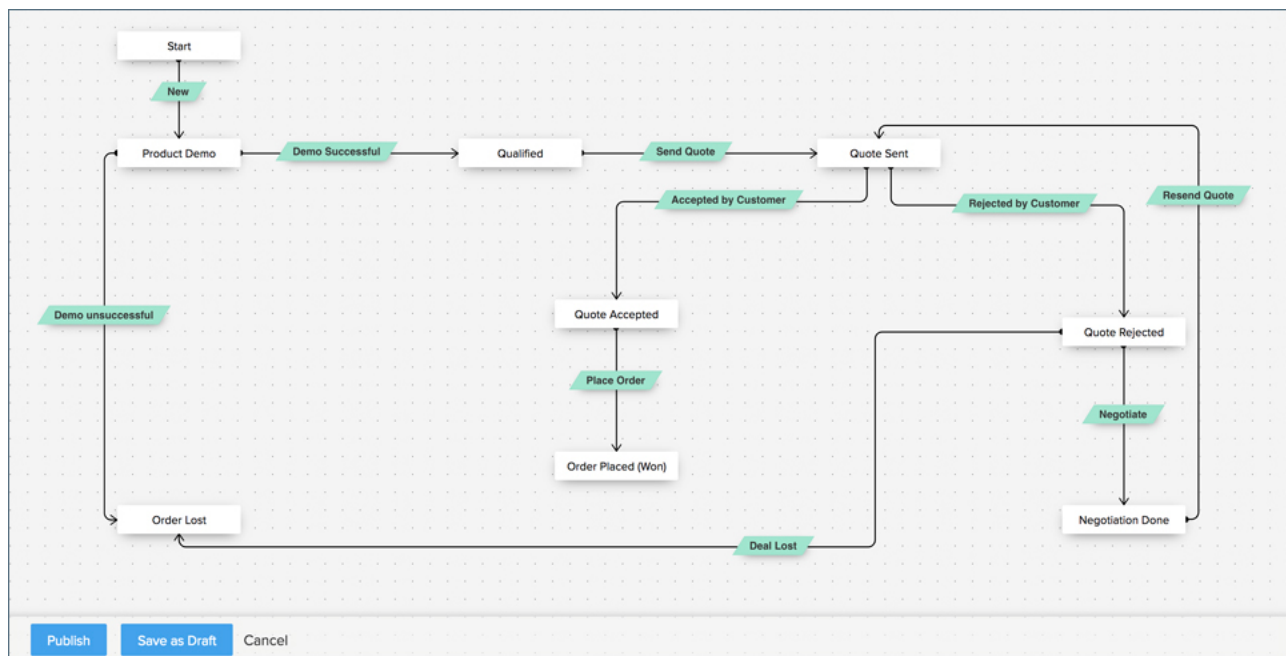 Start
New
Product Demo
Demo Successful
Qualified
Send Quote
Quote Sent
Accepted by Customer
Rejected by Customer
Resend Quote
Demo unsuccessful
Quote Accepted
Quote Rejected
Place Order
Negotiate
Order Placed (Won)
Order Lost
Negotiation Done
Deal Lost
Publish
Save as Draft
Cancel